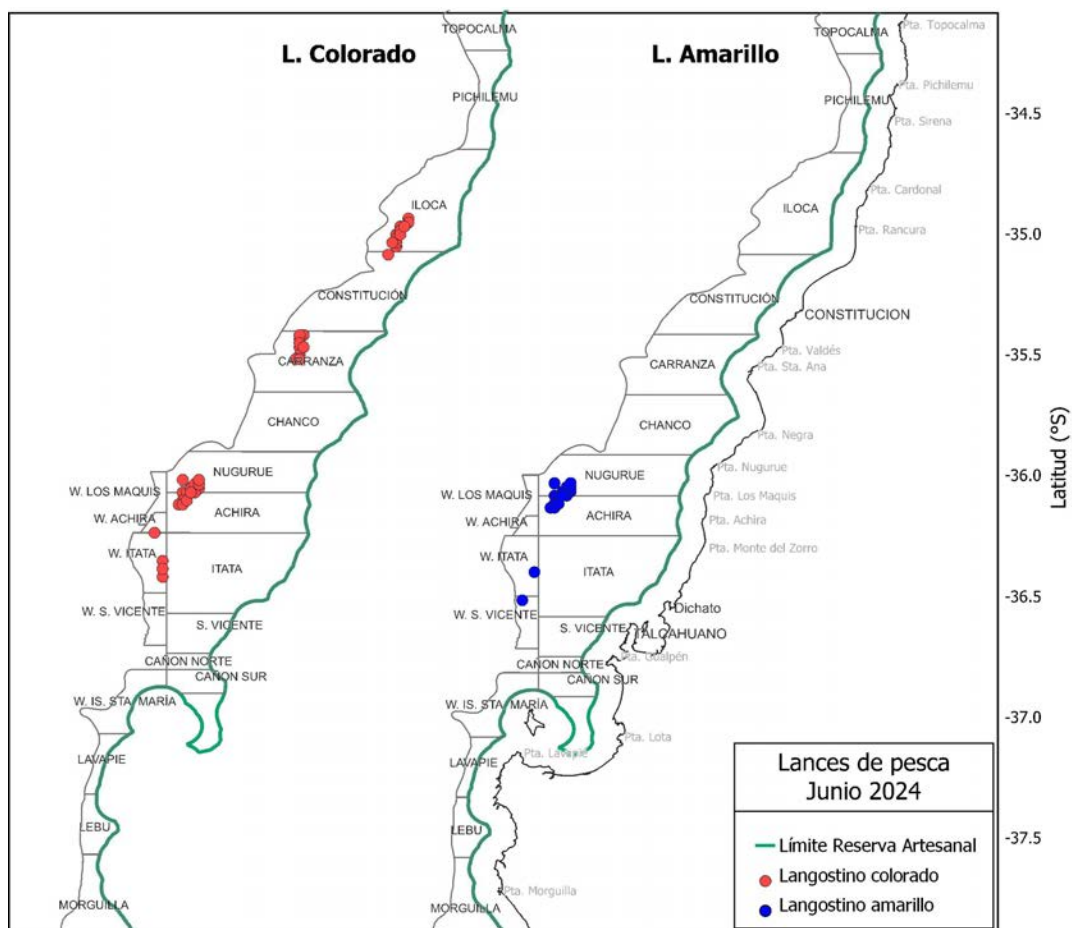 L. Colorado
TOPOCALMA
PICHILEMU
ILOCA
CONSTITUCIÓN
CARRANZA
CHANCO
NUGURUE
W. LOS MAQUIS
ACHIRA
W. ACHIRA
W. ITATA
ITATA
W. S. VICENTE
S. VICENTE
CAÑON NORTE
CAÑON SUR
W. IS. STA. MARÍA
LAVAPIE
LEBU
MORGUILLA
L. Amarillo
TOPOCALMA
PICHILEMU
ILOCA
CONSTITUCIÓN
CARRANZA
CHANCO
NUGURUE
W. LOS MAQUIS
ACHIRA
W. ACHIRA
W. ITATA
ITATA
W. S. VICENTE
S. VICENTE
CAÑON NORTE
CAÑON SUR
W. IS. STA. MARÍA
LAVAPIE
LEBU
MORGUILLA
Pta. Topocalma
Pta. Pichilemu
Pta. Sirena
Pta. Cardonal
Pta. Rancura
CONSTITUCION
Pta. Valdés
Pta. Sta. Ana
Pta. Negra
Pta. Nugurue
Pta. Los Maquis
Pta. Achira
Pta. Monte del Zorro
Dichato
TALCAHUANO
Pta. Gualpén
Pta. Lota
Pta. Lavapié
Pta. Morguilla
-34.5
-35.0
-35.5
-36.0
-36.5
-37.0
-37.5
Latitud (°S)
Lances de pesca
Junio 2024
Límite Reserva Artesanal
Langostino colorado
Langostino amarillo